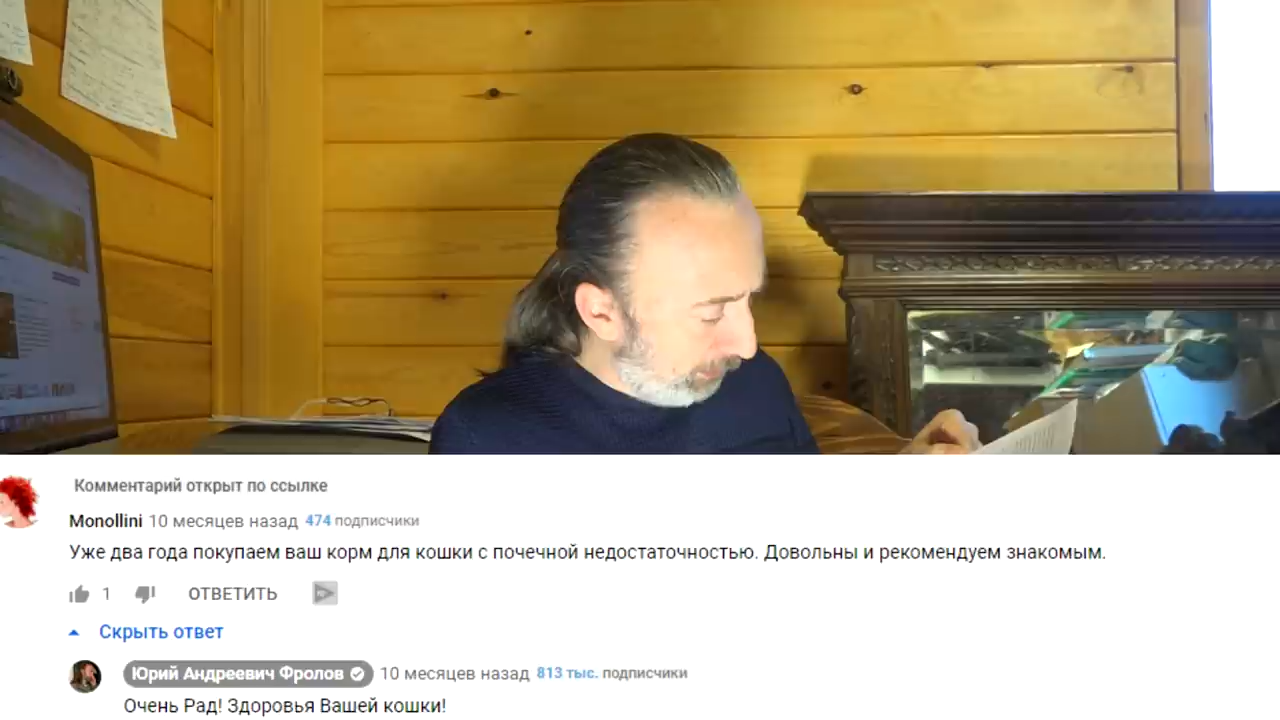 Комментарий открыт по ссылке
Monollini 10 месяцев назад 474 подписчики
Уже два года покупаем ваш корм для кошки с почечной недостаточностью. Довольны и рекомендуем знакомым.
1 ОТВЕТИТЬ
Скрыть ответ
Юрий Андреевич Фролов 10 месяцев назад 813 тыс. подписчики
Очень Рад! Здоровья Вашей кошки!